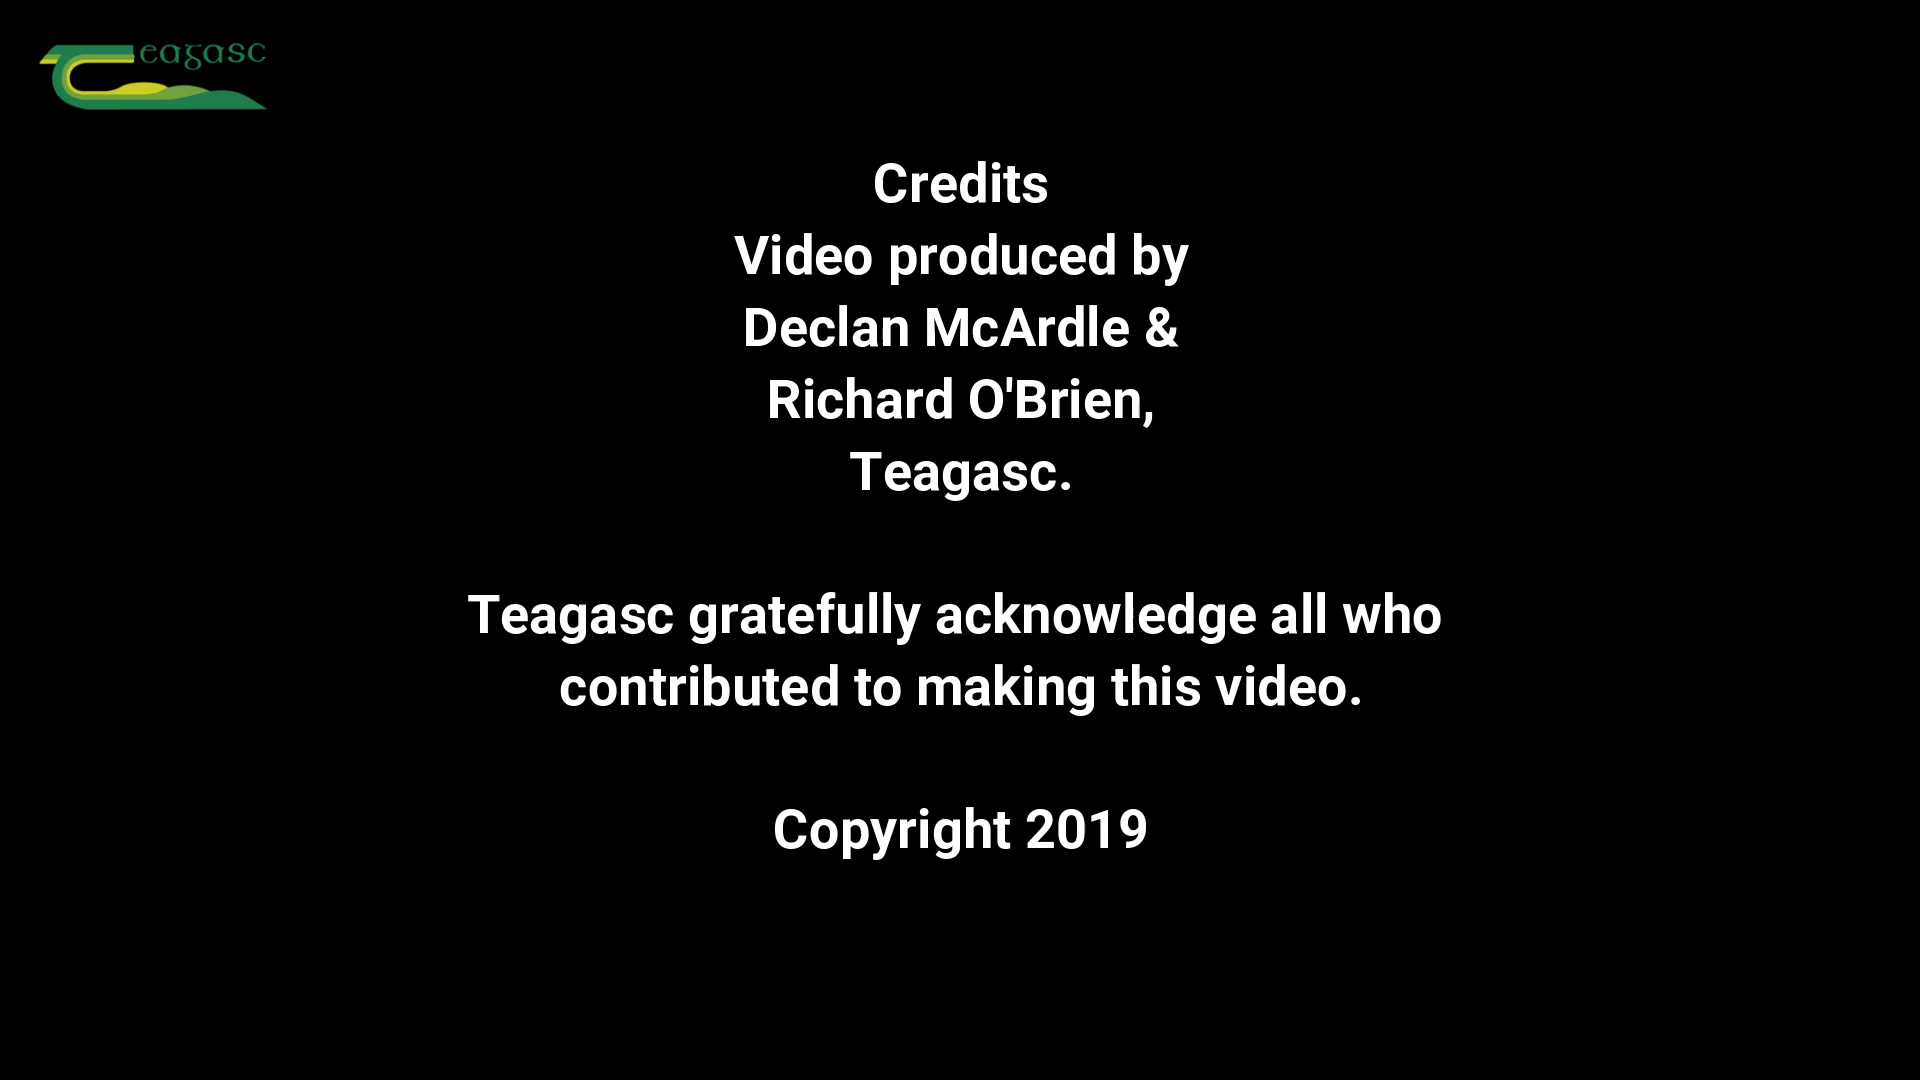 Teagasc
Credits
Video produced by
Declan McArdle &
Richard O'Brien,
Teagasc.
Teagasc gratefully acknowledge all who
contributed to making this video.
Copyright 2019